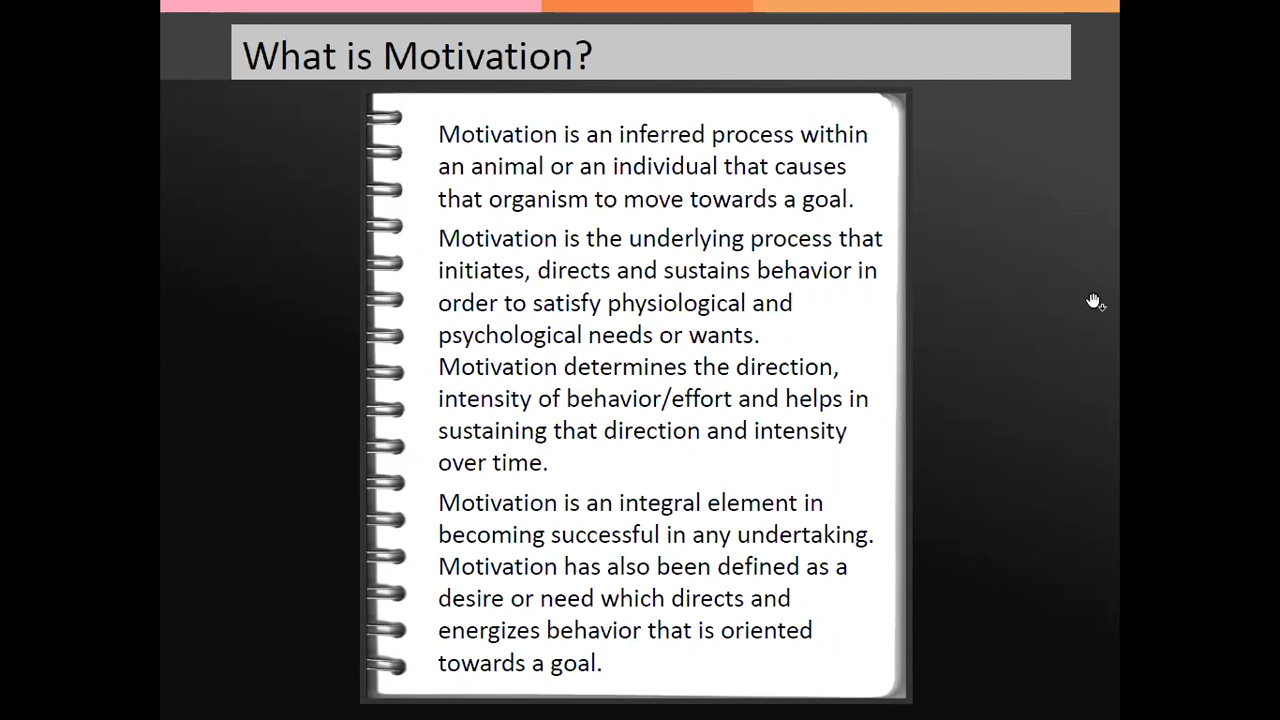 What is Motivation?
Motivation is an inferred process within
an animal or an individual that causes
that organism to move towards a goal.
Motivation is the underlying process that
initiates, directs and sustains behavior in
order to satisfy physiological and
psychological needs or wants.
Motivation determines the direction,
intensity of behavior/effort and helps in
sustaining that direction and intensity
over time.
Motivation is an integral element in
becoming successful in any undertaking.
Motivation has also been defined as a
desire or need which directs and
energizes behavior that is oriented
towards a goal.